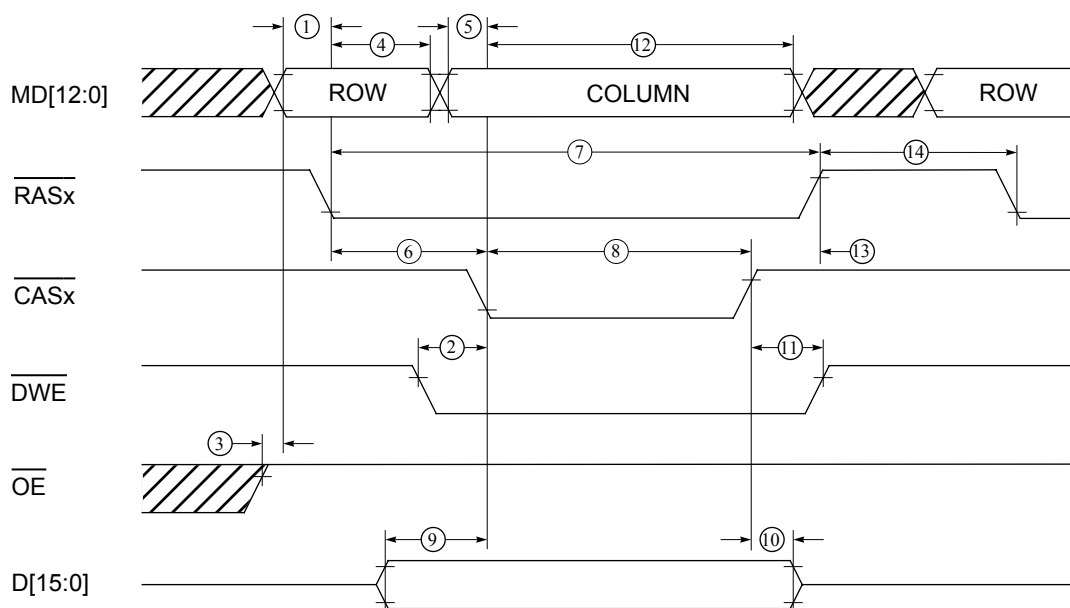 ① ⑤
④ ⑫
MD[12:0] ROW COLUMN ROW
⑦ ⑭
RASx
⑥ ⑧ ⑬
CASx
② ⑪
DWE
③
OE
⑨ ⑩
D[15:0]